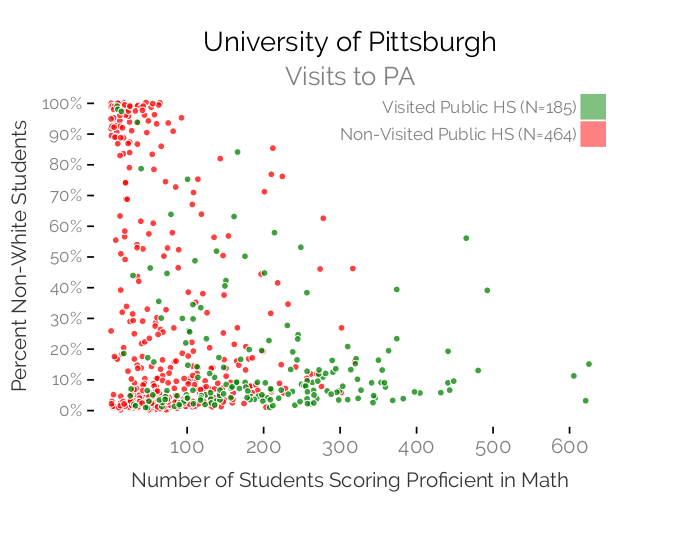 University of Pittsburgh
Visits to PA
Visited Public HS (N=185)
Non-Visited Public HS (N=464)
Percent Non-White Students
100%
90%
80%
70%
60%
50%
40%
30%
20%
10%
0%
100 200 300 400 500 600
Number of Students Scoring Proficient in Math